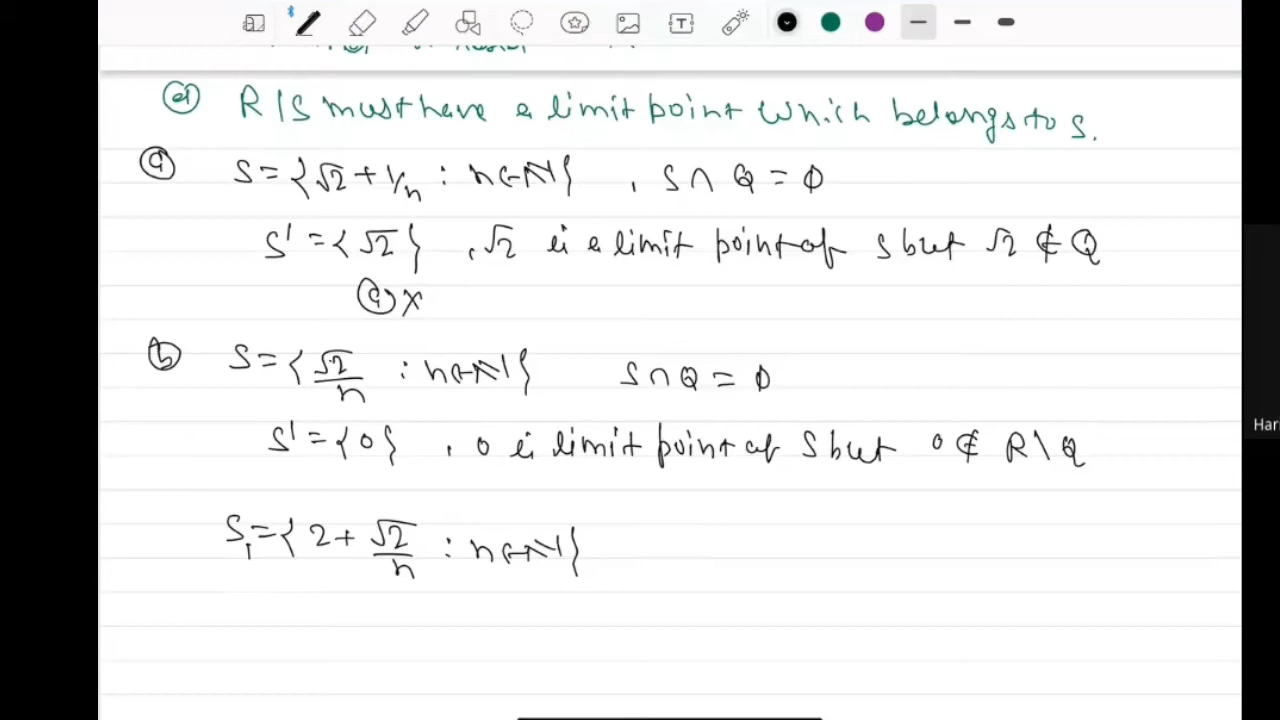 (d) R\S must have a limit point which belongs to S.
(a) S = {√2 + 1/n : n∈N} , S ∩ Q = φ
S' = {√2} , √2 is a limit point of S but √2 ∉ Q
(a) ×
(b) S = {√2/n : n∈N} S ∩ Q = φ
S' = {0} , 0 is limit point of S but 0 ∉ R\Q
S₁ = {2 + √2/n : n∈N}
Har